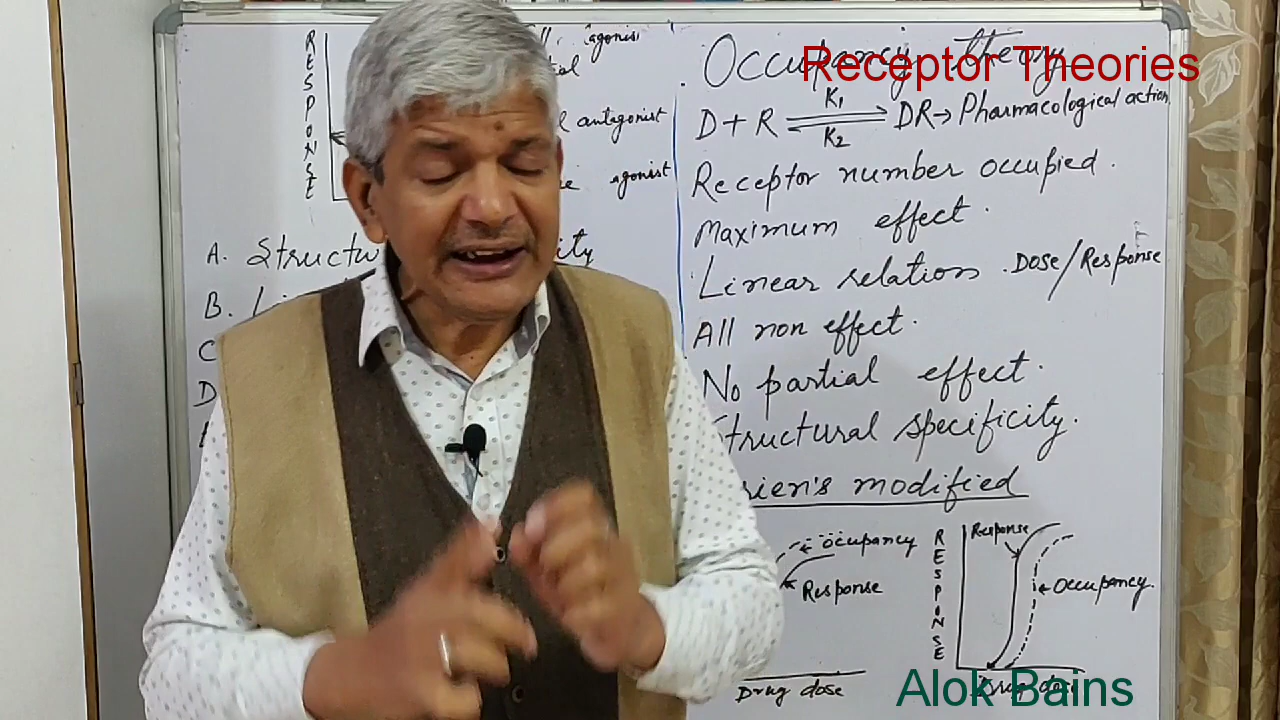 RESPONSE
agonist
antagonist
agonist
A.
B.
C
D
Occupancy theory
Receptor Theories
D + R K1 K2 DR → Pharmacological action
Receptor number occupied.
Maximum effect.
Linear relation. Dose/Response
All non effect.
No partial effect.
Structural specificity.
modified
Occupancy
Response
Drug dose
RESPONSE
Response
Occupancy.
Drug dose
Alok Bains